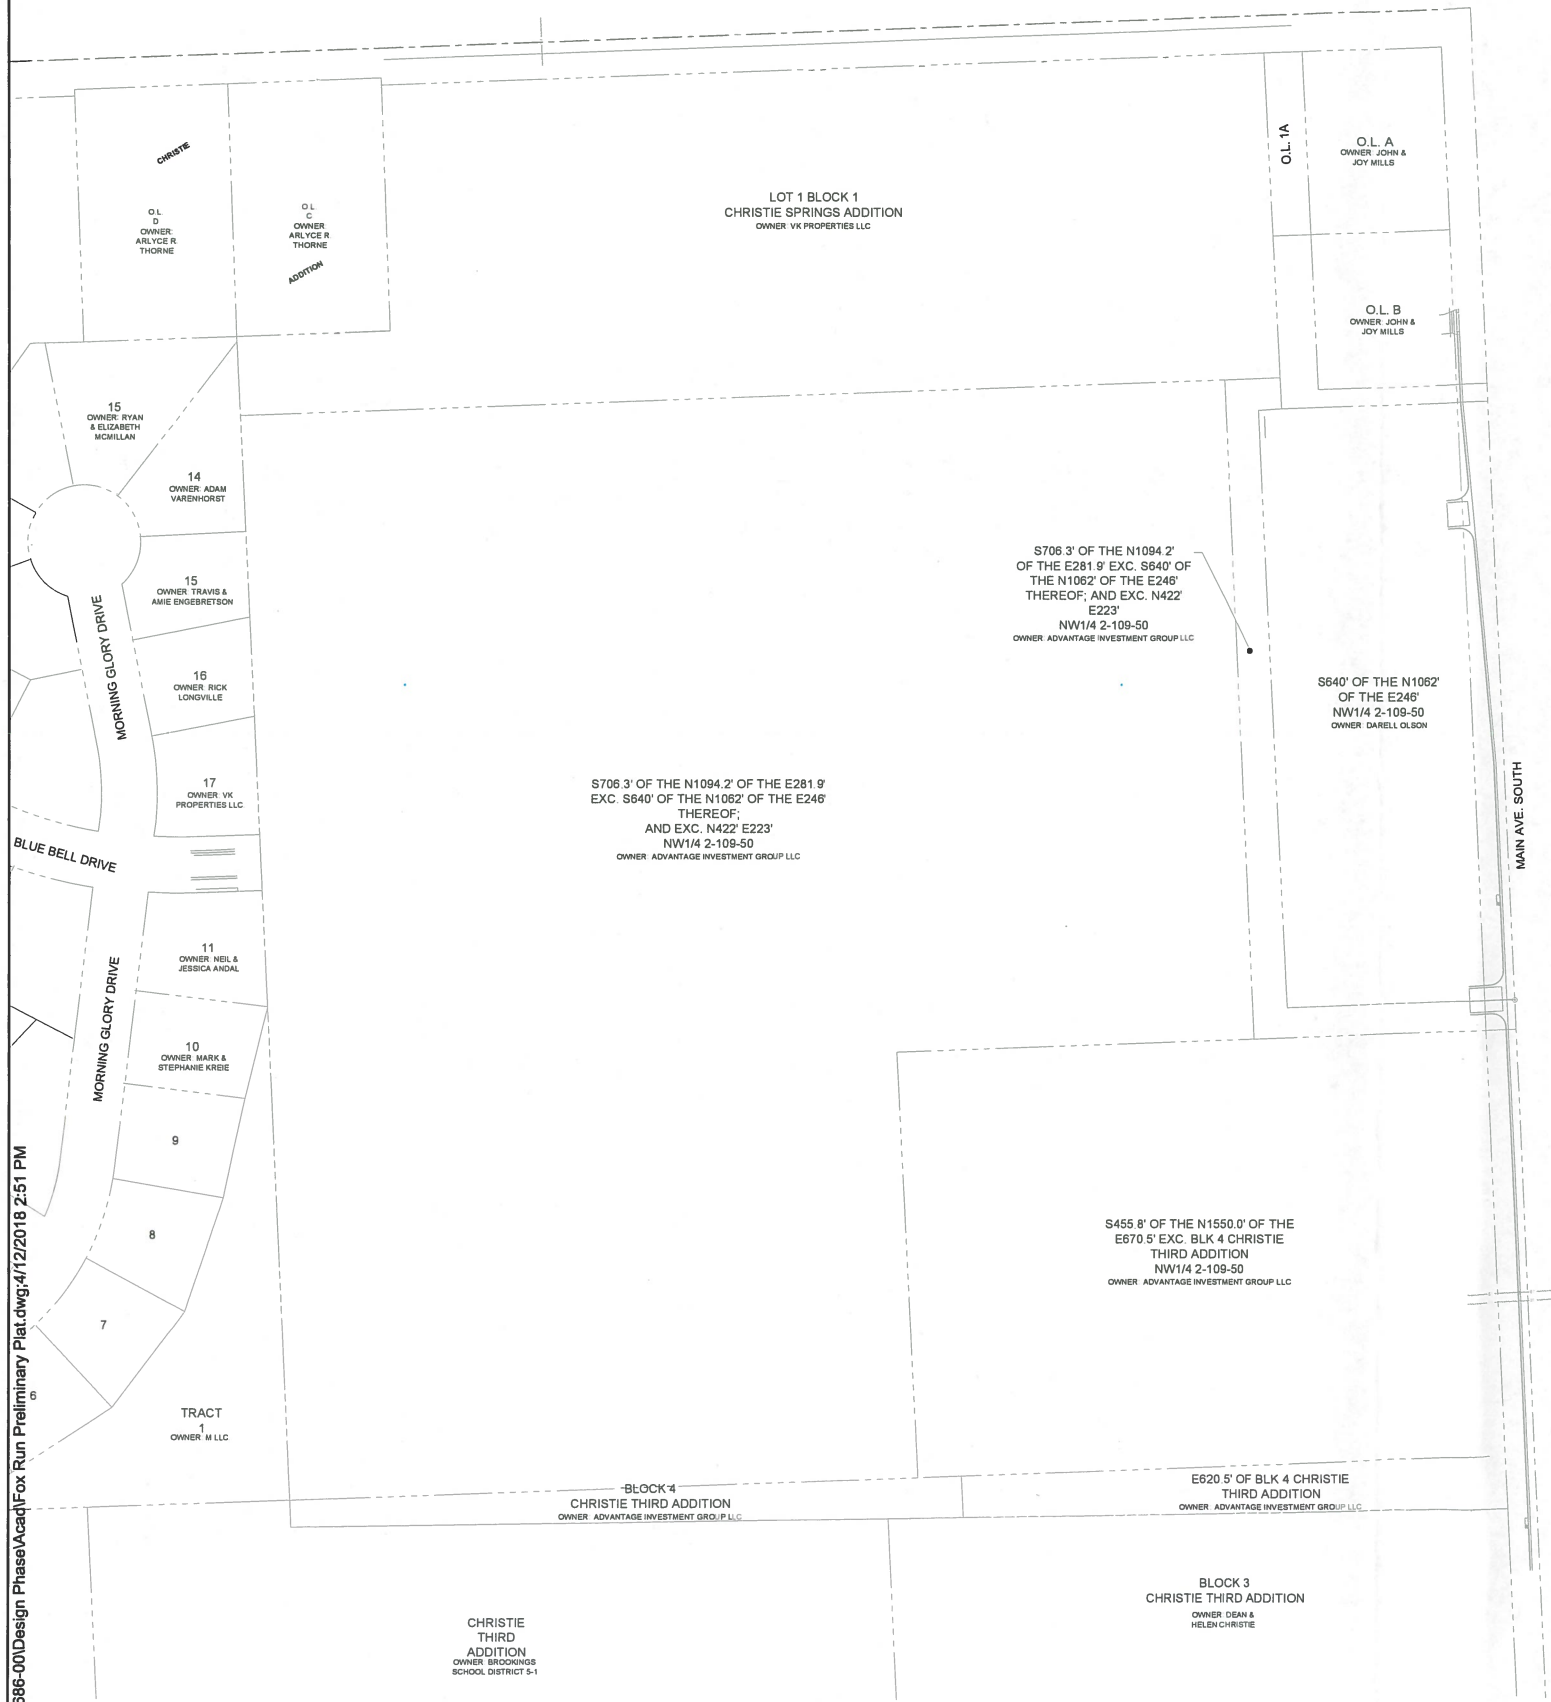 CHRISTIE
O.L.
D
OWNER:
ARLYCE R.
THORNE
O L
C
OWNER
ARLYCE R.
THORNE
ADDITION
LOT 1 BLOCK 1
CHRISTIE SPRINGS ADDITION
OWNER: VK PROPERTIES LLC
O.L. 1A
O.L. A
OWNER: JOHN &
JOY MILLS
O.L. B
OWNER: JOHN &
JOY MILLS
15
OWNER: RYAN
& ELIZABETH
MCMILLAN
14
OWNER: ADAM
VARENHORST
15
OWNER: TRAVIS &
AMIE ENGEBRETSON
16
OWNER: RICK
LONGVILLE
17
OWNER: VK
PROPERTIES LLC
MORNING GLORY DRIVE
BLUE BELL DRIVE
MORNING GLORY DRIVE
11
OWNER: NEIL &
JESSICA ANDAL
10
OWNER: MARK &
STEPHANIE KREIE
9
8
7
6
TRACT
1
OWNER: M LLC
S706.3' OF THE N1094.2'
OF THE E281.9' EXC. S640' OF
THE N1062' OF THE E246'
THEREOF; AND EXC. N422'
E223'
NW1/4 2-109-50
OWNER: ADVANTAGE INVESTMENT GROUP LLC
S640' OF THE N1062'
OF THE E246'
NW1/4 2-109-50
OWNER: DARELL OLSON
MAIN AVE. SOUTH
S706.3' OF THE N1094.2' OF THE E281.9'
EXC. S640' OF THE N1062' OF THE E246'
THEREOF;
AND EXC. N422' E223'
NW1/4 2-109-50
OWNER: ADVANTAGE INVESTMENT GROUP LLC
S455.8' OF THE N1550.0' OF THE
E670.5' EXC. BLK 4 CHRISTIE
THIRD ADDITION
NW1/4 2-109-50
OWNER: ADVANTAGE INVESTMENT GROUP LLC
BLOCK 4
CHRISTIE THIRD ADDITION
OWNER: ADVANTAGE INVESTMENT GROUP LLC
E620.5' OF BLK 4 CHRISTIE
THIRD ADDITION
OWNER: ADVANTAGE INVESTMENT GROUP LLC
CHRISTIE
THIRD
ADDITION
OWNER: BROOKINGS
SCHOOL DISTRICT 5-1
BLOCK 3
CHRISTIE THIRD ADDITION
OWNER: DEAN &
HELEN CHRISTIE
686-00\Design Phase\Acad\Fox Run Preliminary Plat.dwg;4/12/2018 2:51 PM